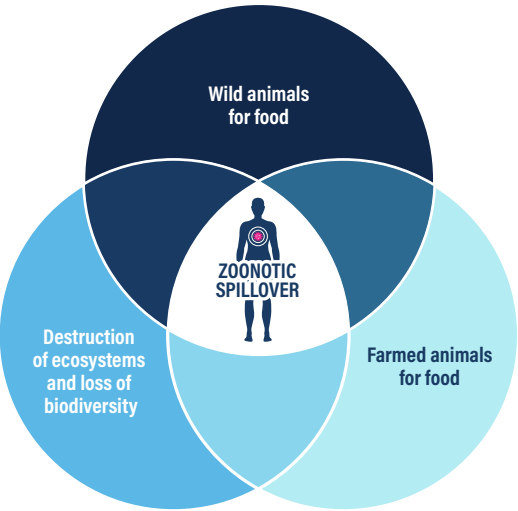 Wild animals
for food
ZOONOTIC
SPILLOVER
Destruction
of ecosystems
and loss of
biodiversity
Farmed animals
for food